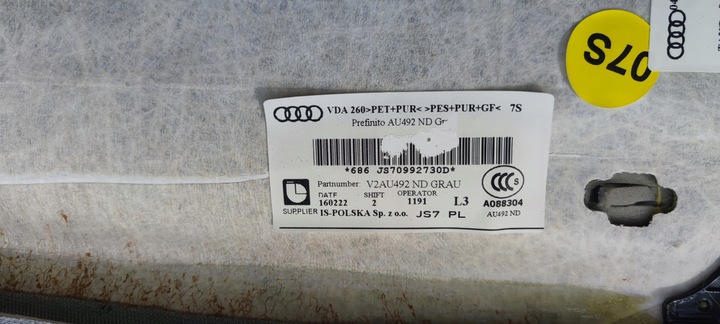 VDA 260>PET+PUR< >PES+PUR+GF< 7S
Prefinito AU492 ND
*686 JS70992730D*
Partnumber: V2AU492 ND GRAU
DATE SHIFT OPERATOR
160222 2 1191 L3
SUPPLIER IS-POLSKA Sp. z o.o. JS7 PL
CCC S
A088304
AU492 ND
07S